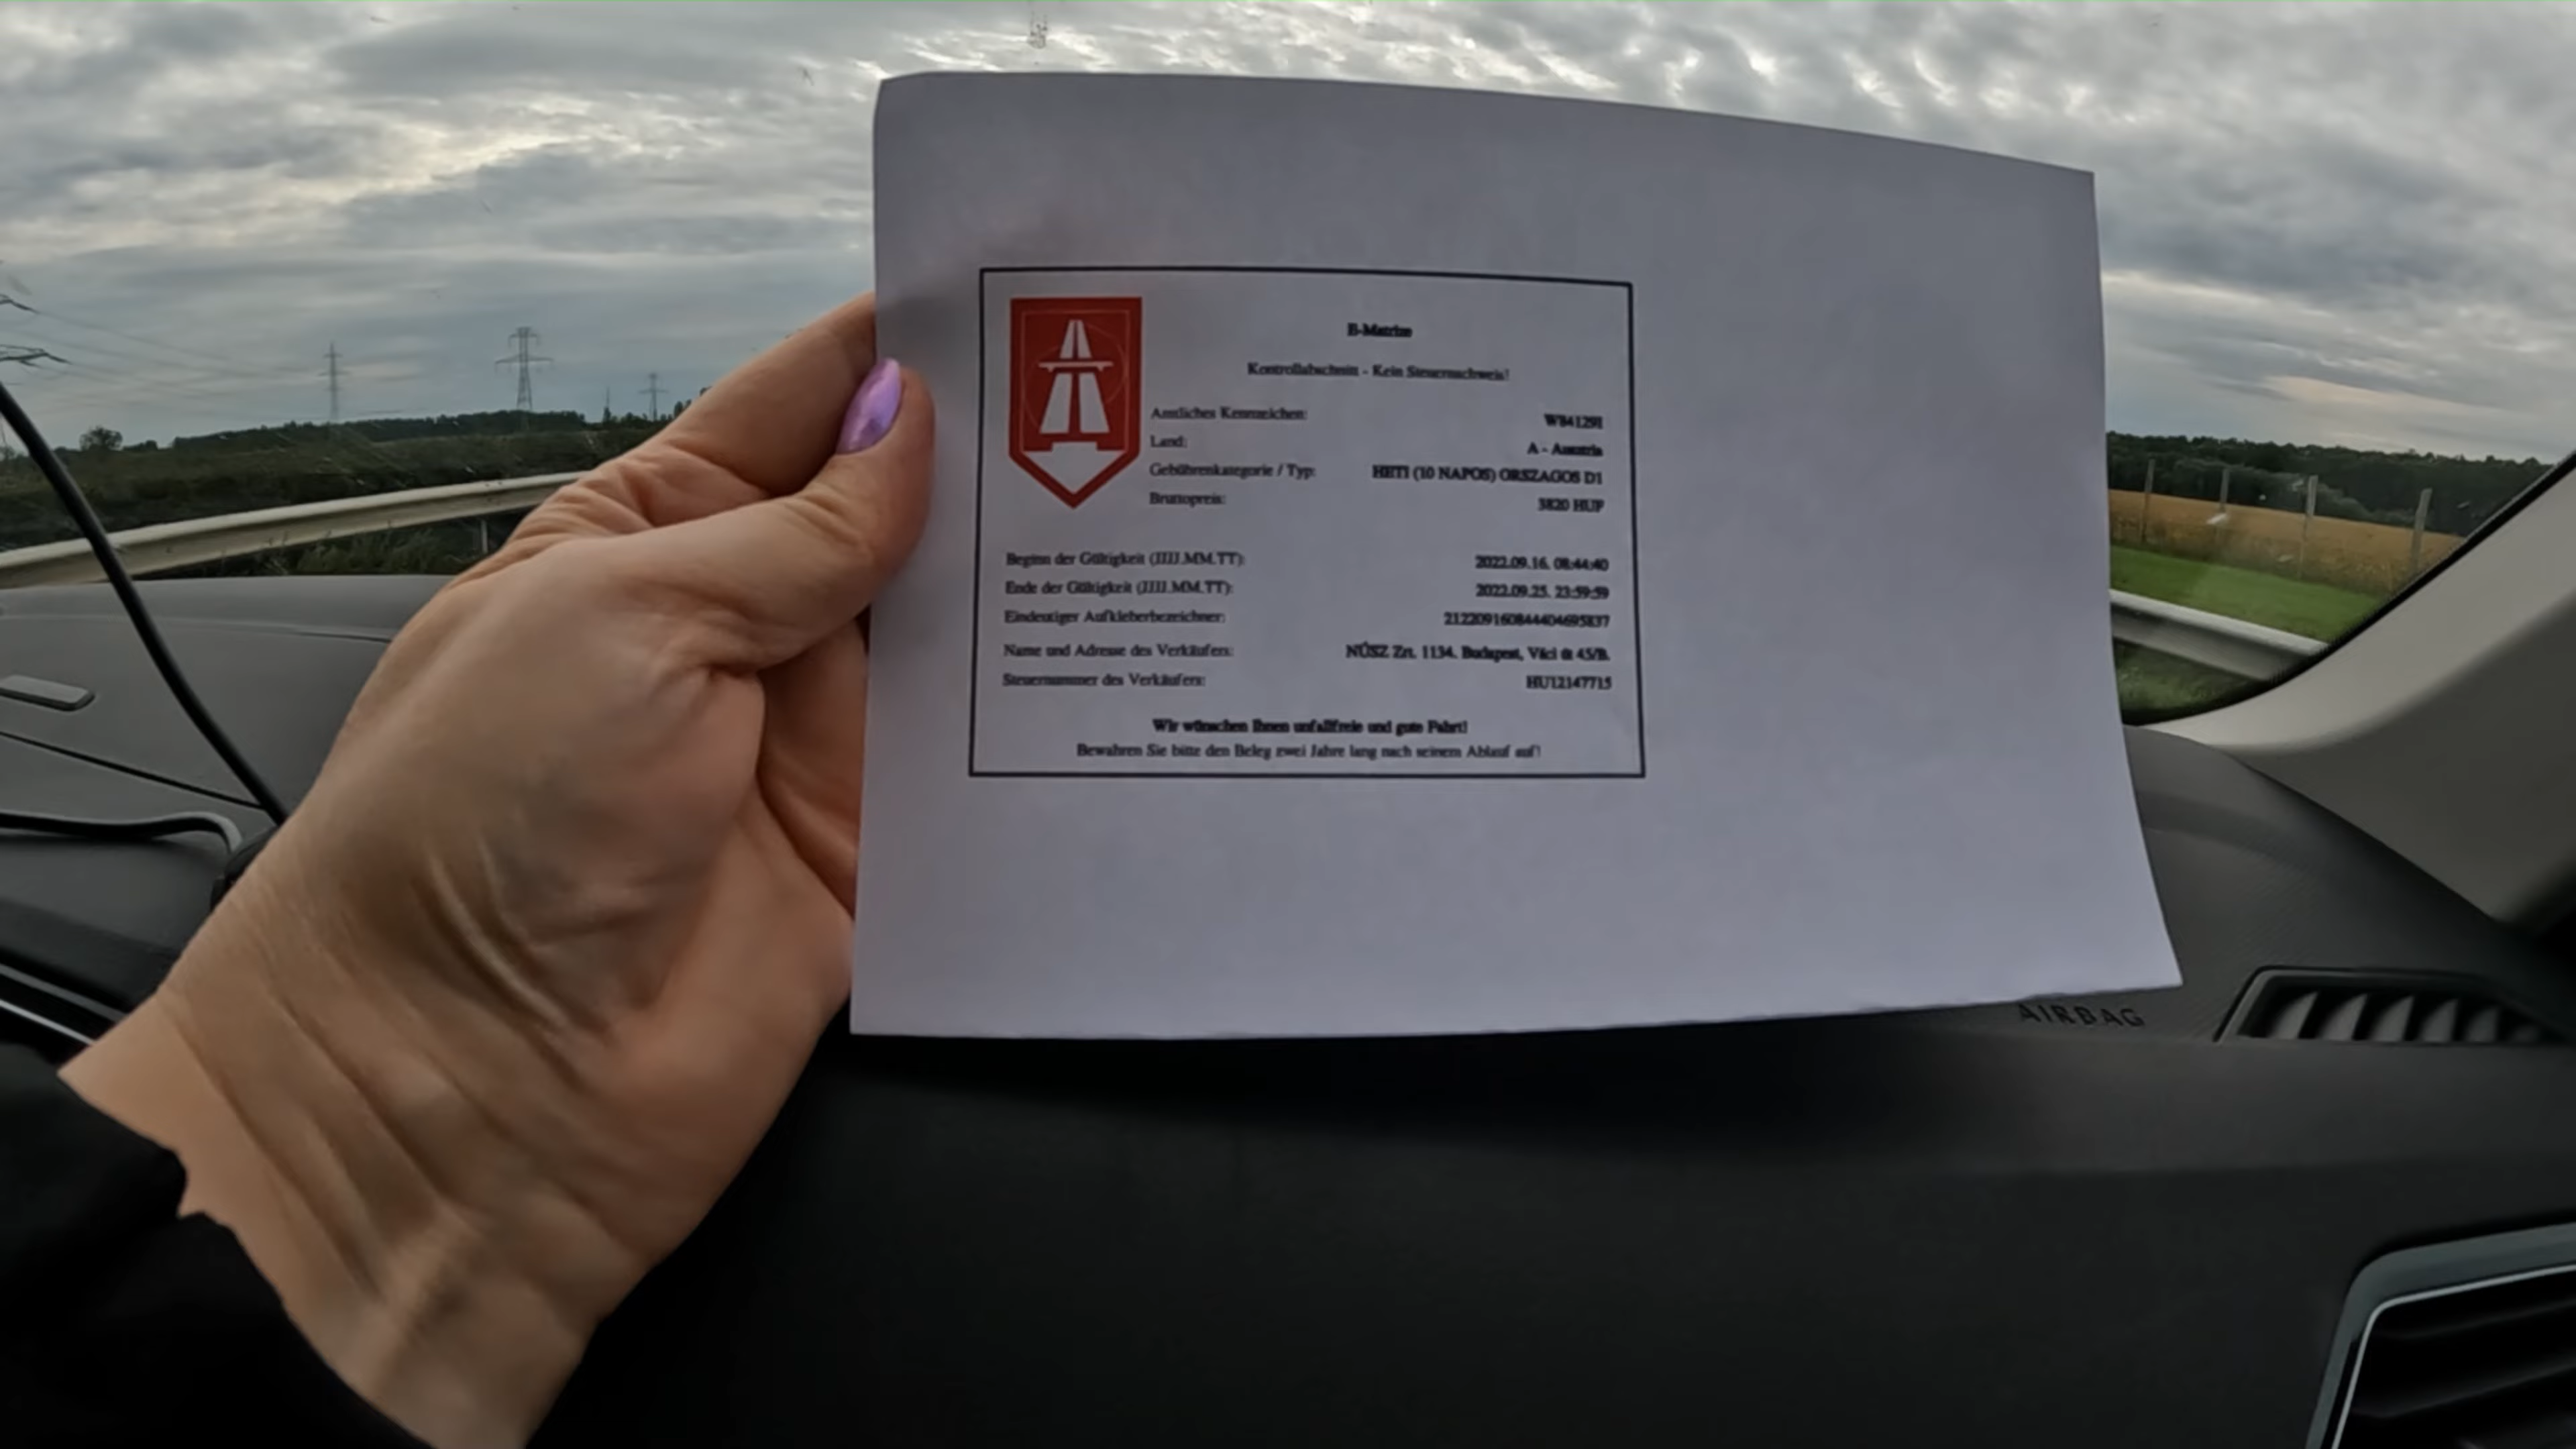 E-Matrize
Kontrollabschnitt - Kein Steuernachweis!
Amtliches Kennzeichen: W841291
Land: A - Austria
Gebührenkategorie / Typ: HETI (10 NAPOS) ORSZAGOS D1
Bruttopreis: 3820 HUF
Beginn der Gültigkeit (JJJJ.MM.TT): 2022.09.16. 08:44:40
Ende der Gültigkeit (JJJJ.MM.TT): 2022.09.25. 23:59:59
Eindeutiger Aufkleberbezeichner: 212209160844404695837
Name und Adresse des Verkäufers: NÚSZ Zrt. 1134. Budapest, Váci út 45/B.
Steuernummer des Verkäufers: HU12147715
Wir wünschen Ihnen unfallfreie und gute Fahrt!
Bewahren Sie bitte den Beleg zwei Jahre lang nach seinem Ablauf auf!
AIRBAG